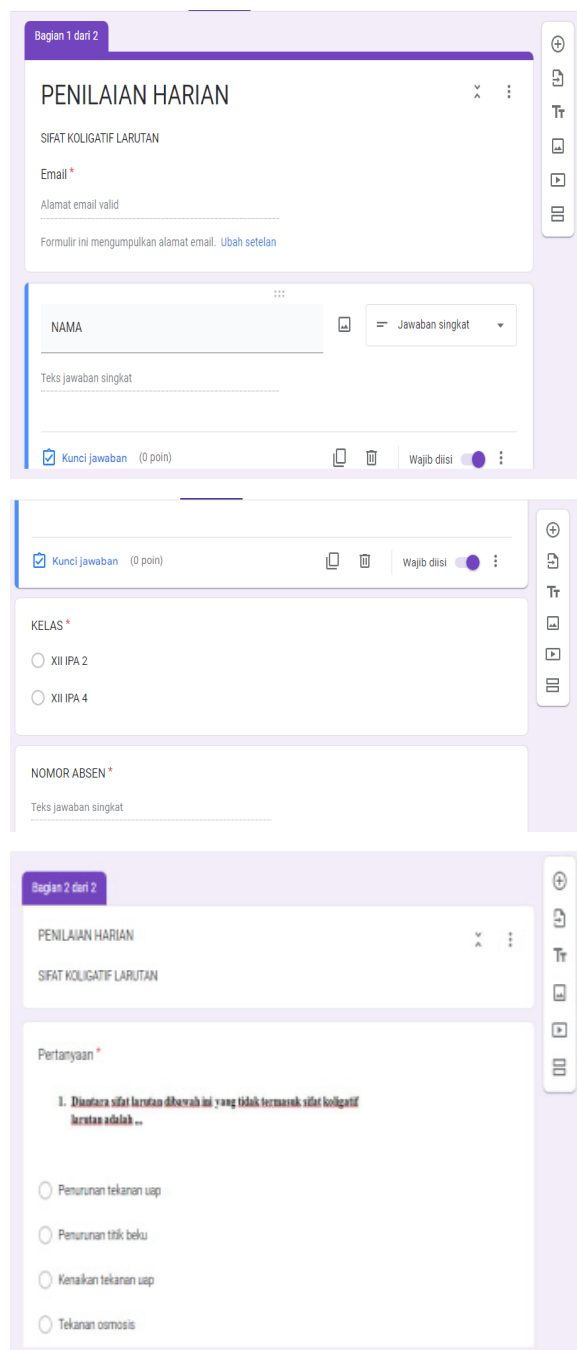 Bagian 1 dari 2
PENILAIAN HARIAN
SIFAT KOLIGATIF LARUTAN
Email *
Alamat email valid
Formulir ini mengumpulkan alamat email. Ubah setelan
NAMA
Jawaban singkat
Teks jawaban singkat
Kunci jawaban (0 poin)
Wajib diisi
Kunci jawaban (0 poin)
Wajib diisi
KELAS *
XII IPA 2
XII IPA 4
NOMOR ABSEN *
Teks jawaban singkat
Bagian 2 dari 2
PENILAIAN HARIAN
SIFAT KOLIGATIF LARUTAN
Pertanyaan *
1. Diantara sifat larutan dibawah ini yang tidak termasuk sifat koligatif
larutan adalah ...
Penurunan tekanan uap
Penurunan titik beku
Kenaikan tekanan uap
Tekanan osmosis